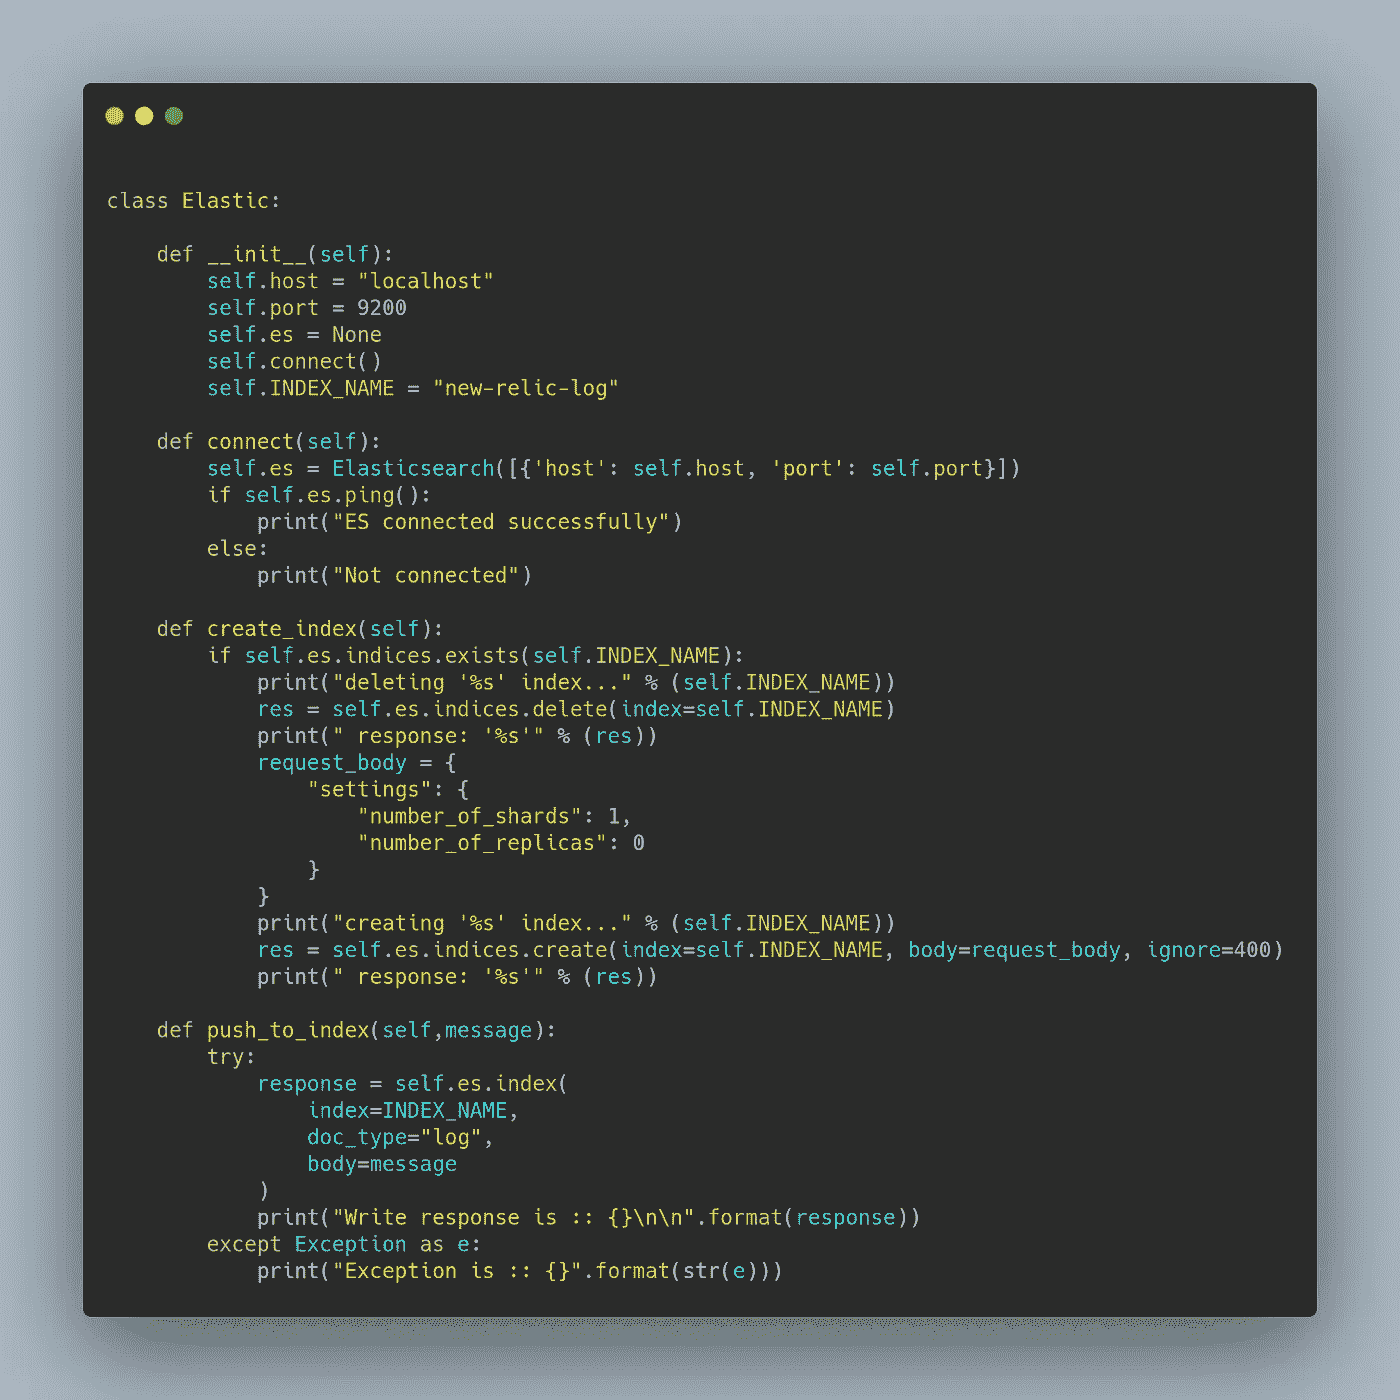 class Elastic:

    def __init__(self):
        self.host = "localhost"
        self.port = 9200
        self.es = None
        self.connect()
        self.INDEX_NAME = "new-relic-log"

    def connect(self):
        self.es = Elasticsearch([{'host': self.host, 'port': self.port}])
        if self.es.ping():
            print("ES connected successfully")
        else:
            print("Not connected")

    def create_index(self):
        if self.es.indices.exists(self.INDEX_NAME):
            print("deleting '%s' index..." % (self.INDEX_NAME))
            res = self.es.indices.delete(index=self.INDEX_NAME)
            print(" response: '%s'" % (res))
            request_body = {
                "settings": {
                    "number_of_shards": 1,
                    "number_of_replicas": 0
                }
            }
            print("creating '%s' index..." % (self.INDEX_NAME))
            res = self.es.indices.create(index=self.INDEX_NAME, body=request_body, ignore=400)
            print(" response: '%s'" % (res))

    def push_to_index(self,message):
        try:
            response = self.es.index(
                index=INDEX_NAME,
                doc_type="log",
                body=message
            )
            print("Write response is :: {}\n\n".format(response))
        except Exception as e:
            print("Exception is :: {}".format(str(e)))